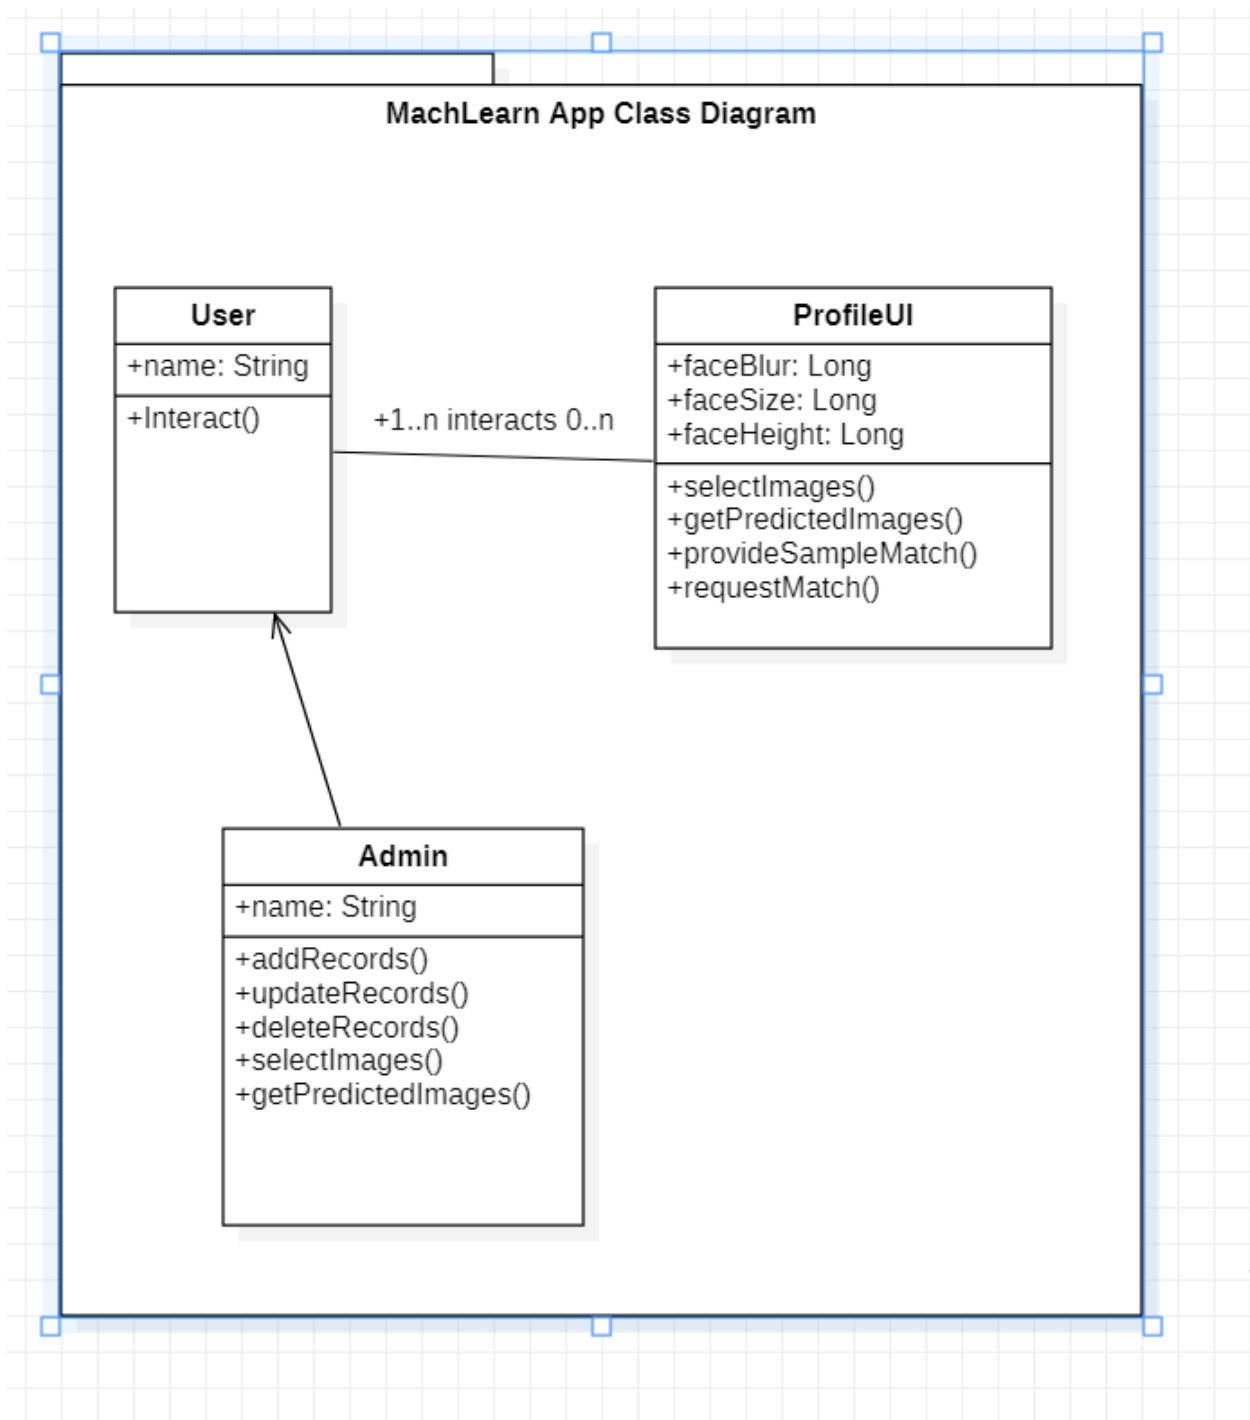 MachLearn App Class Diagram
User
+name: String
+Interact()
+1..n interacts 0..n
ProfileUI
+faceBlur: Long
+faceSize: Long
+faceHeight: Long
+selectImages()
+getPredictedImages()
+provideSampleMatch()
+requestMatch()
Admin
+name: String
+addRecords()
+updateRecords()
+deleteRecords()
+selectImages()
+getPredictedImages()